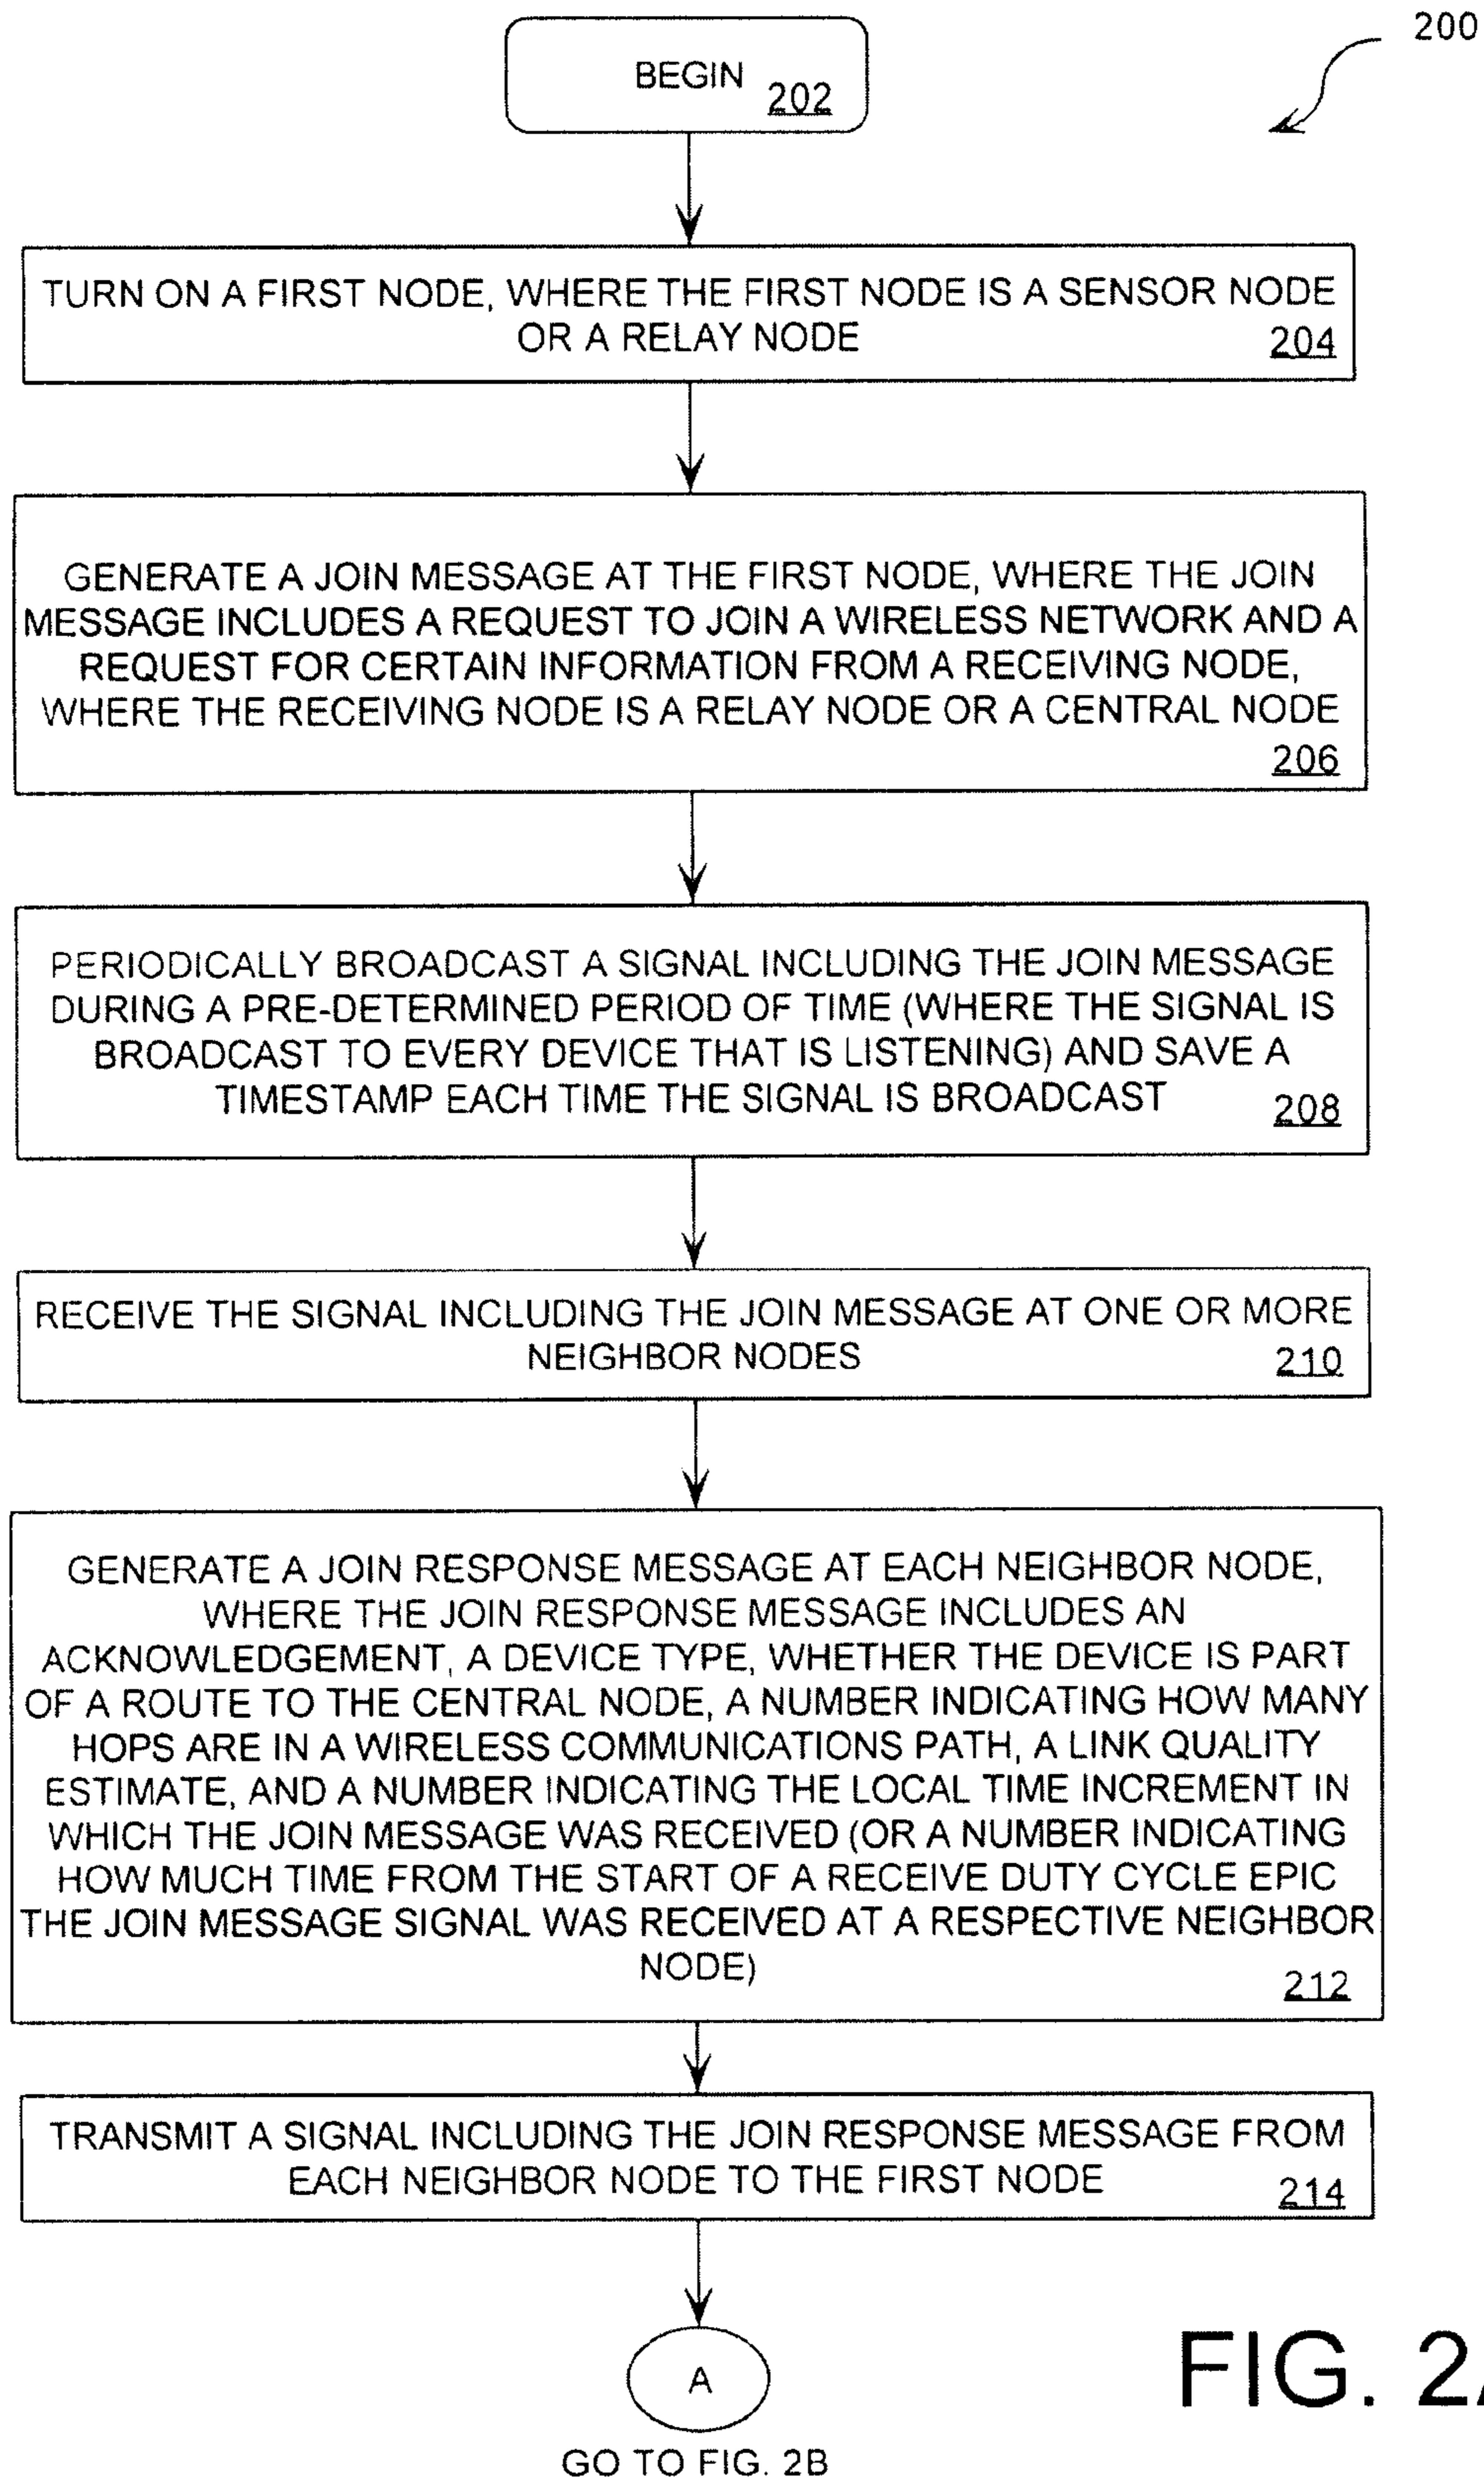 200
BEGIN 202
TURN ON A FIRST NODE, WHERE THE FIRST NODE IS A SENSOR NODE
OR A RELAY NODE 204
GENERATE A JOIN MESSAGE AT THE FIRST NODE, WHERE THE JOIN
MESSAGE INCLUDES A REQUEST TO JOIN A WIRELESS NETWORK AND A
REQUEST FOR CERTAIN INFORMATION FROM A RECEIVING NODE,
WHERE THE RECEIVING NODE IS A RELAY NODE OR A CENTRAL NODE
206
PERIODICALLY BROADCAST A SIGNAL INCLUDING THE JOIN MESSAGE
DURING A PRE-DETERMINED PERIOD OF TIME (WHERE THE SIGNAL IS
BROADCAST TO EVERY DEVICE THAT IS LISTENING) AND SAVE A
TIMESTAMP EACH TIME THE SIGNAL IS BROADCAST 208
RECEIVE THE SIGNAL INCLUDING THE JOIN MESSAGE AT ONE OR MORE
NEIGHBOR NODES 210
GENERATE A JOIN RESPONSE MESSAGE AT EACH NEIGHBOR NODE,
WHERE THE JOIN RESPONSE MESSAGE INCLUDES AN
ACKNOWLEDGEMENT, A DEVICE TYPE, WHETHER THE DEVICE IS PART
OF A ROUTE TO THE CENTRAL NODE, A NUMBER INDICATING HOW MANY
HOPS ARE IN A WIRELESS COMMUNICATIONS PATH, A LINK QUALITY
ESTIMATE, AND A NUMBER INDICATING THE LOCAL TIME INCREMENT IN
WHICH THE JOIN MESSAGE WAS RECEIVED (OR A NUMBER INDICATING
HOW MUCH TIME FROM THE START OF A RECEIVE DUTY CYCLE EPIC
THE JOIN MESSAGE SIGNAL WAS RECEIVED AT A RESPECTIVE NEIGHBOR
NODE) 212
TRANSMIT A SIGNAL INCLUDING THE JOIN RESPONSE MESSAGE FROM
EACH NEIGHBOR NODE TO THE FIRST NODE 214
A
GO TO FIG. 2B
FIG. 2A